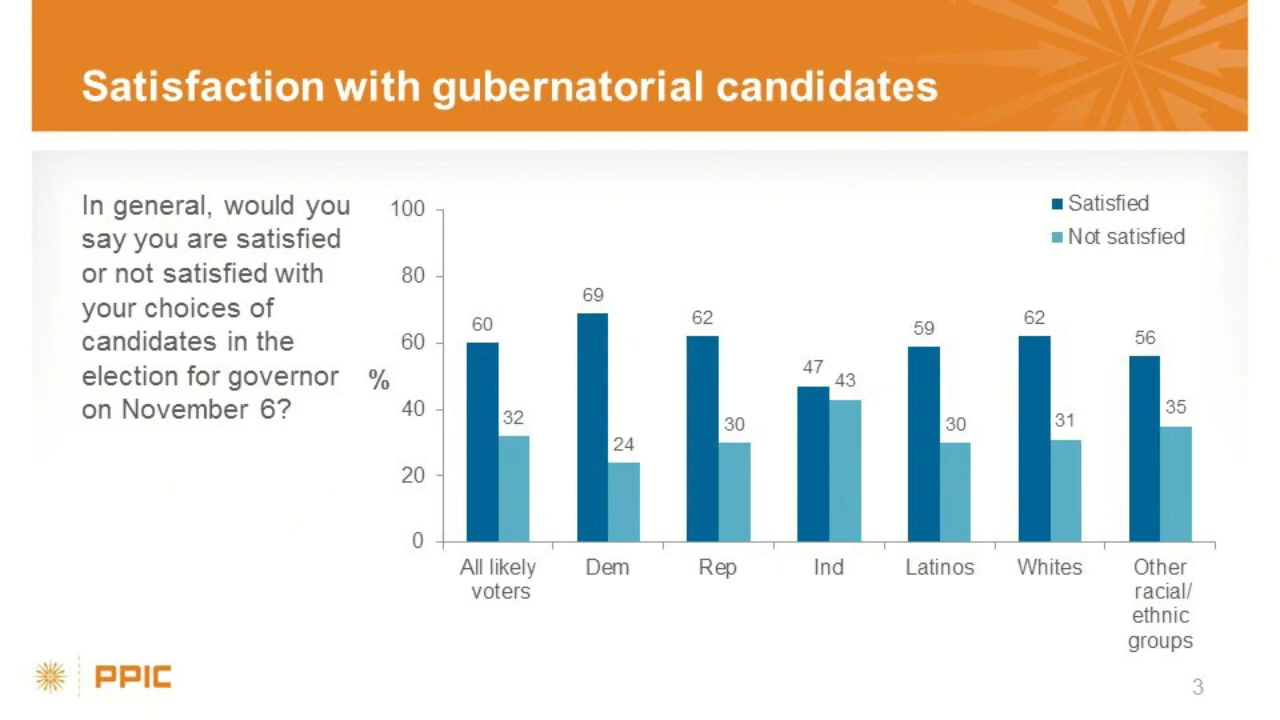 Satisfaction with gubernatorial candidates
In general, would you
say you are satisfied
or not satisfied with
your choices of
candidates in the
election for governor
on November 6?
%
100
80
60
40
20
0
Satisfied
Not satisfied
60
32
69
24
62
30
47
43
59
30
62
31
56
35
All likely
voters
Dem
Rep
Ind
Latinos
Whites
Other
racial/
ethnic
groups
PPIC
3